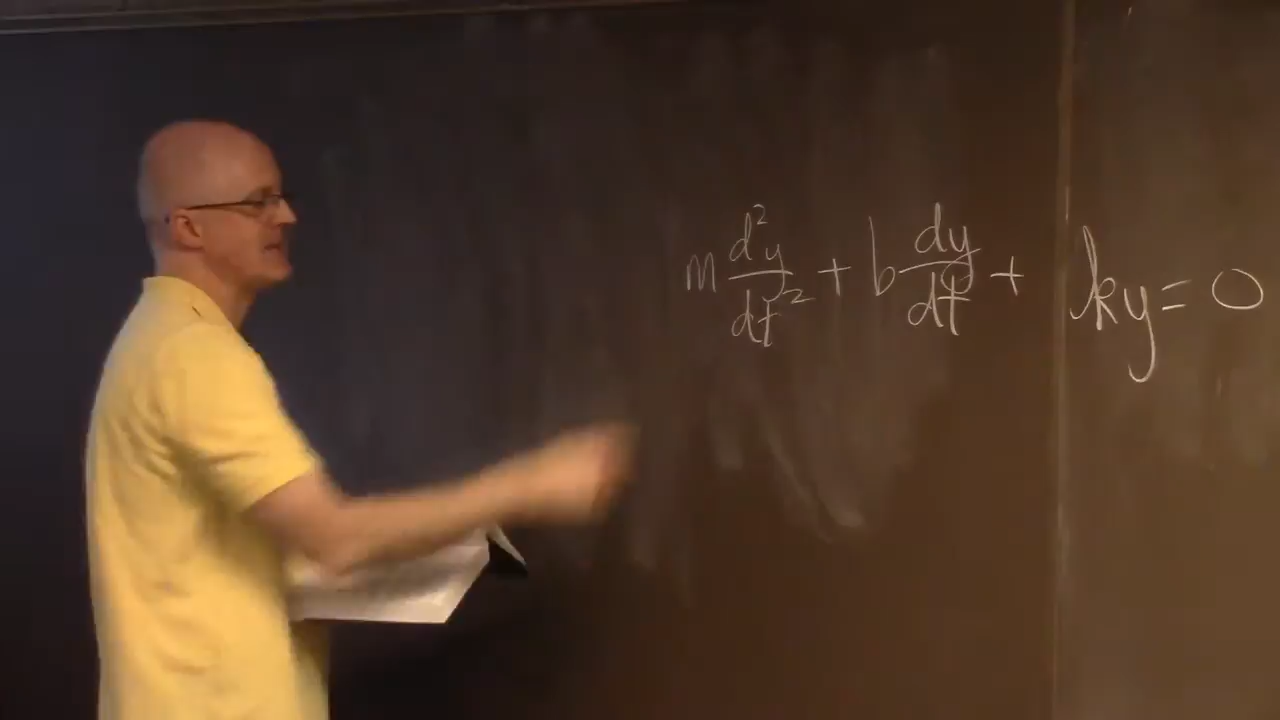 m d²y/dt² + b dy/dt + ky = 0